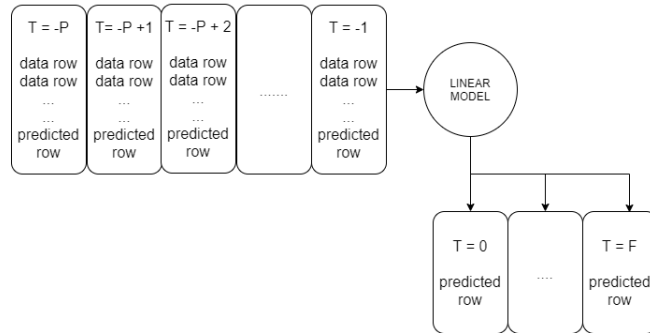 T = -P
data row
data row
...
...
predicted
row
T= -P +1
data row
data row
...
...
predicted
row
T = -P + 2
data row
data row
...
...
predicted
row
.......
T = -1
data row
data row
...
...
predicted
row
LINEAR
MODEL
T = 0
predicted
row
....
T = F
predicted
row